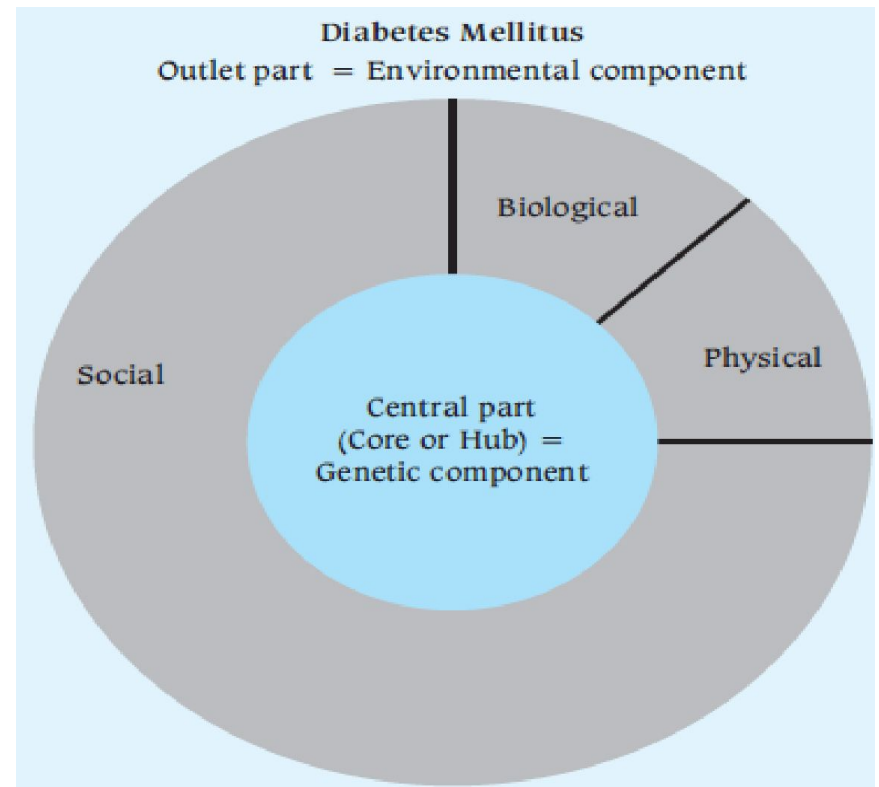 Diabetes Mellitus
Outlet part = Environmental component
Biological
Physical
Social
Central part
(Core or Hub) =
Genetic component